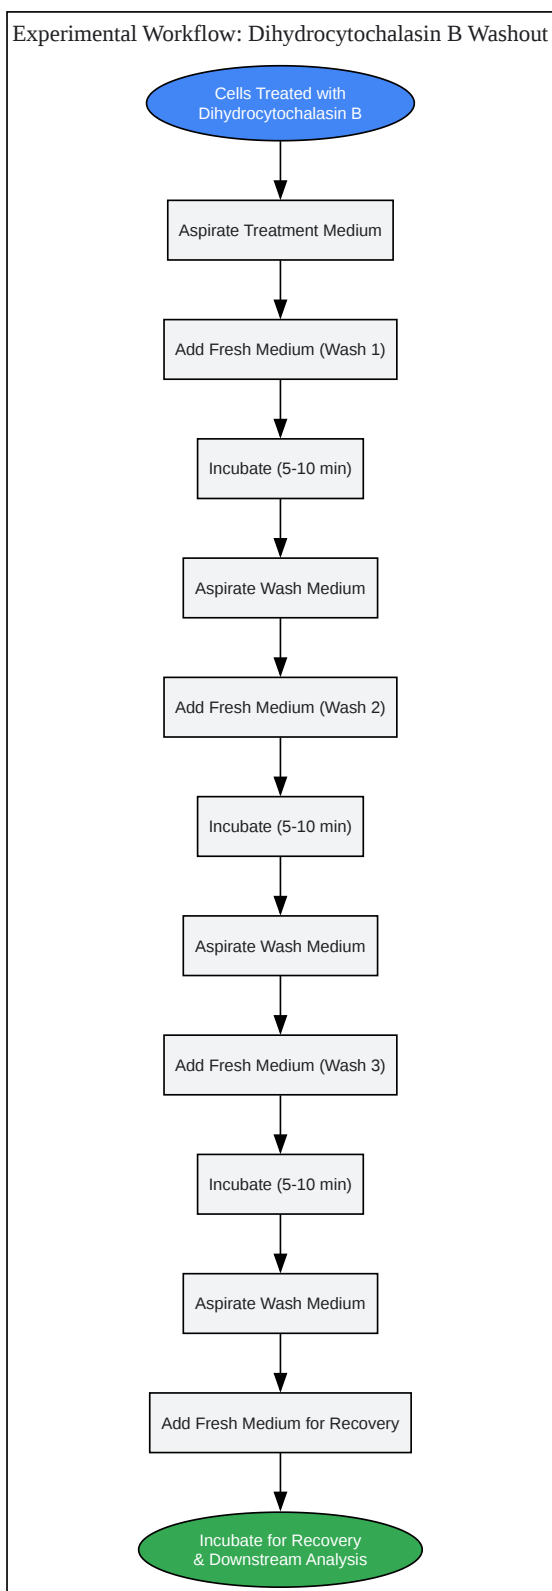 Experimental Workflow: Dihydrocytochalasin B Washout
Cells Treated with
Dihydrocytochalasin B
Aspirate Treatment Medium
Add Fresh Medium (Wash 1)
Incubate (5-10 min)
Aspirate Wash Medium
Add Fresh Medium (Wash 2)
Incubate (5-10 min)
Aspirate Wash Medium
Add Fresh Medium (Wash 3)
Incubate (5-10 min)
Aspirate Wash Medium
Add Fresh Medium for Recovery
Incubate for Recovery
& Downstream Analysis